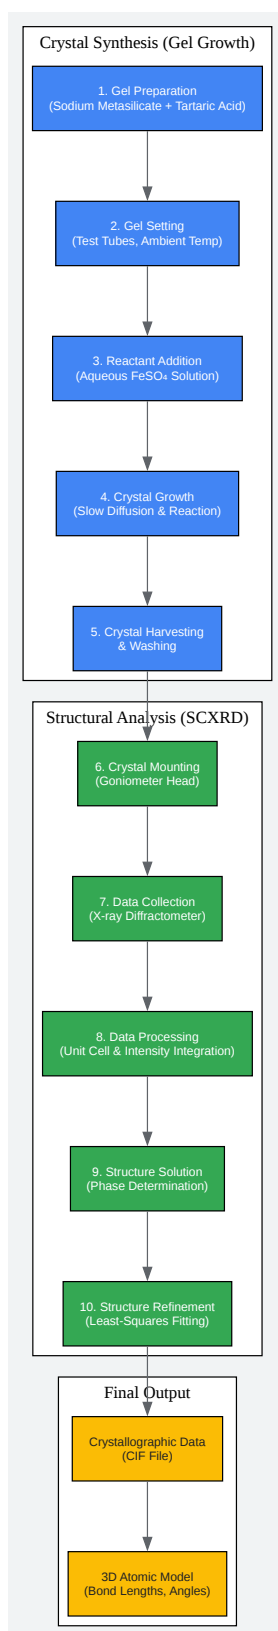 Crystal Synthesis (Gel Growth)
1. Gel Preparation
(Sodium Metasilicate + Tartaric Acid)
2. Gel Setting
(Test Tubes, Ambient Temp)
3. Reactant Addition
(Aqueous FeSO₄ Solution)
4. Crystal Growth
(Slow Diffusion & Reaction)
5. Crystal Harvesting
& Washing
Structural Analysis (SCXRD)
6. Crystal Mounting
(Goniometer Head)
7. Data Collection
(X-ray Diffractometer)
8. Data Processing
(Unit Cell & Intensity Integration)
9. Structure Solution
(Phase Determination)
10. Structure Refinement
(Least-Squares Fitting)
Final Output
Crystallographic Data
(CIF File)
3D Atomic Model
(Bond Lengths, Angles)